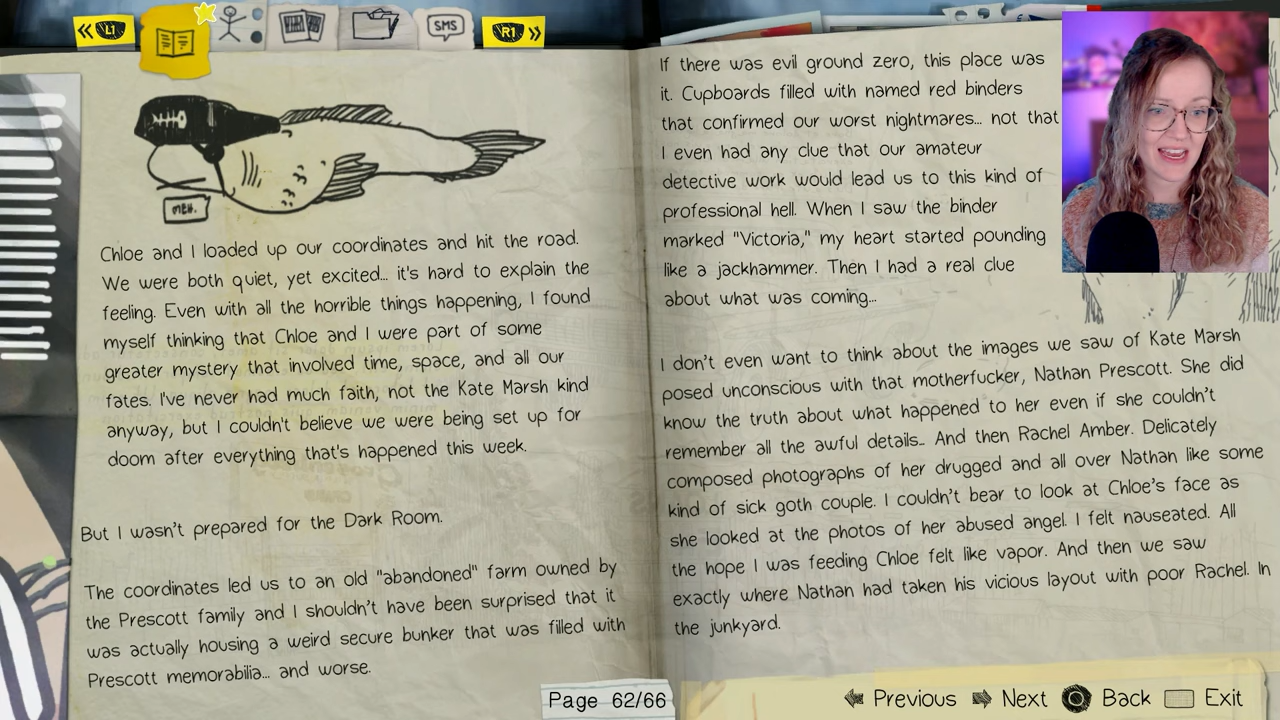 L1
SMS
R1
MEH.
Chloe and I loaded up our coordinates and hit the road.
We were both quiet, yet excited... it's hard to explain the
feeling. Even with all the horrible things happening, I found
myself thinking that Chloe and I were part of some
greater mystery that involved time, space, and all our
fates. I've never had much faith, not the Kate Marsh kind
anyway, but I couldn't believe we were being set up for
doom after everything that's happened this week.
But I wasn't prepared for the Dark Room.
The coordinates led us to an old "abandoned" farm owned by
the Prescott family and I shouldn't have been surprised that it
was actually housing a weird secure bunker that was filled with
Prescott memorabilia... and worse.
If there was evil ground zero, this place was
it. Cupboards filled with named red binders
that confirmed our worst nightmares... not that
I even had any clue that our amateur
detective work would lead us to this kind of
professional hell. When I saw the binder
marked "Victoria," my heart started pounding
like a jackhammer. Then I had a real clue
about what was coming...
I don't even want to think about the images we saw of Kate Marsh
posed unconscious with that motherfucker, Nathan Prescott. She did
know the truth about what happened to her even if she couldn't
remember all the awful details... And then Rachel Amber. Delicately
composed photographs of her drugged and all over Nathan like some
kind of sick goth couple. I couldn't bear to look at Chloe's face as
she looked at the photos of her abused angel. I felt nauseated. All
the hope I was feeding Chloe felt like vapor. And then we saw
exactly where Nathan had taken his vicious layout with poor Rachel. In
the junkyard.
Page 62/66
Previous
Next
Back
Exit